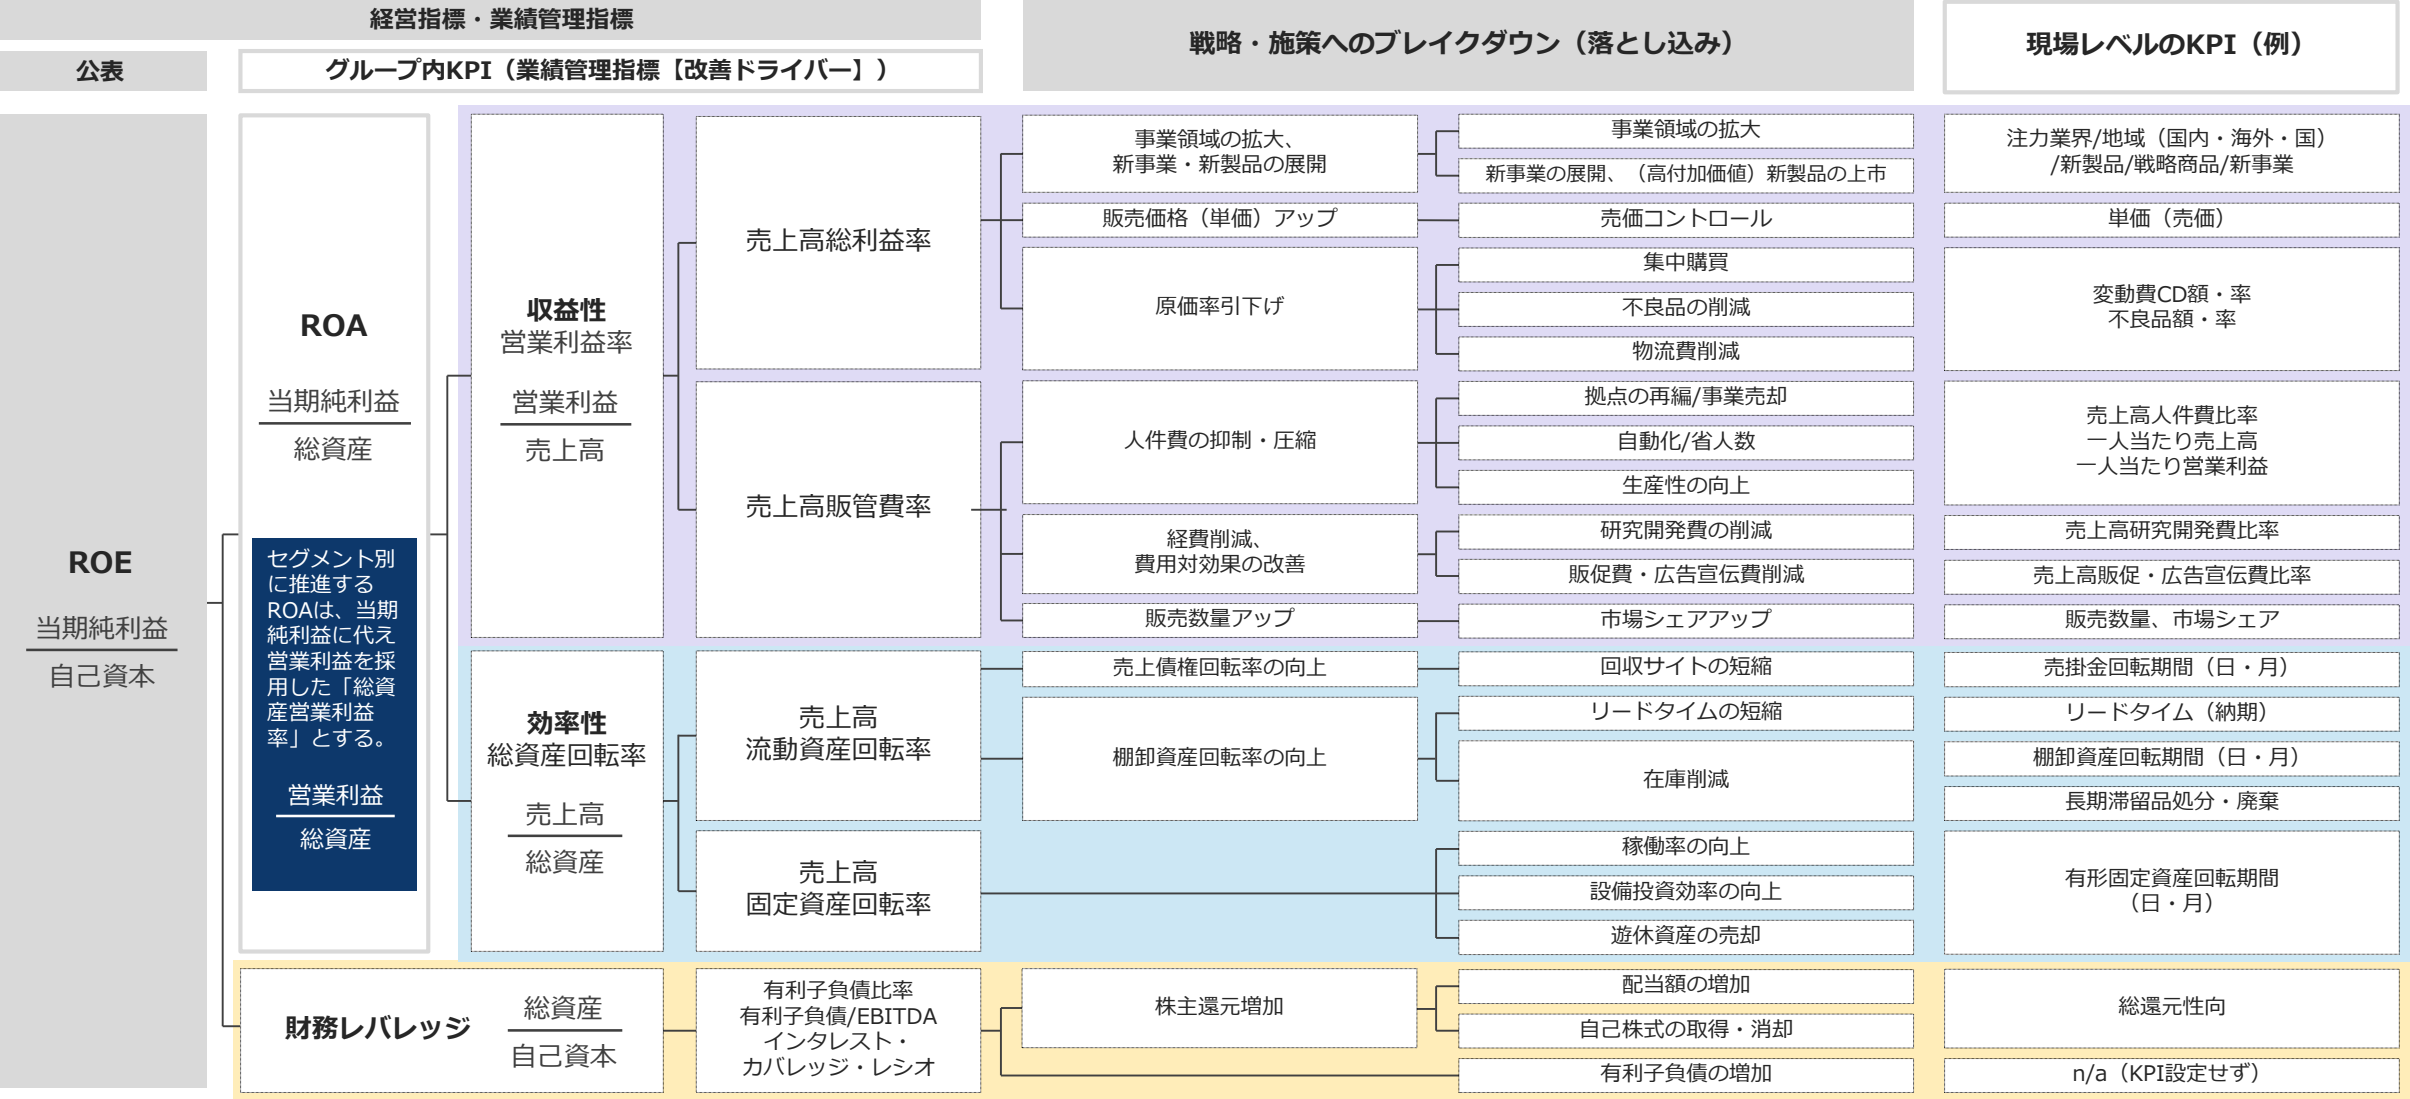 経営指標・業績管理指標
戦略・施策へのブレイクダウン（落とし込み）
現場レベルのKPI（例）
公表
グループ内KPI（業績管理指標【改善ドライバー】）
ROE
当期純利益
自己資本
ROA
当期純利益
総資産
セグメント別
に推進する
ROAは、当期
純利益に代え
営業利益を採
用した「総資
産営業利益
率」とする。
営業利益
総資産
収益性
営業利益率
営業利益
売上高
売上高総利益率
事業領域の拡大、
新事業・新製品の展開
事業領域の拡大
新事業の展開、（高付加価値）新製品の上市
注力業界/地域（国内・海外・国）
/新製品/戦略商品/新事業
販売価格（単価）アップ
売価コントロール
単価（売価）
原価率引下げ
集中購買
不良品の削減
物流費削減
変動費CD額・率
不良品額・率
売上高販管費率
人件費の抑制・圧縮
拠点の再編/事業売却
自動化/省人数
生産性の向上
売上高人件費比率
一人当たり売上高
一人当たり営業利益
経費削減、
費用対効果の改善
研究開発費の削減
売上高研究開発費比率
販促費・広告宣伝費削減
売上高販促・広告宣伝費比率
販売数量アップ
市場シェアアップ
販売数量、市場シェア
効率性
総資産回転率
売上高
総資産
売上高
流動資産回転率
売上債権回転率の向上
回収サイトの短縮
売掛金回転期間（日・月）
棚卸資産回転率の向上
リードタイムの短縮
リードタイム（納期）
在庫削減
棚卸資産回転期間（日・月）
長期滞留品処分・廃棄
売上高
固定資産回転率
稼働率の向上
設備投資効率の向上
遊休資産の売却
有形固定資産回転期間
（日・月）
財務レバレッジ
総資産
自己資本
有利子負債比率
有利子負債/EBITDA
インタレスト・
カバレッジ・レシオ
株主還元増加
配当額の増加
自己株式の取得・消却
総還元性向
有利子負債の増加
n/a（KPI設定せず）